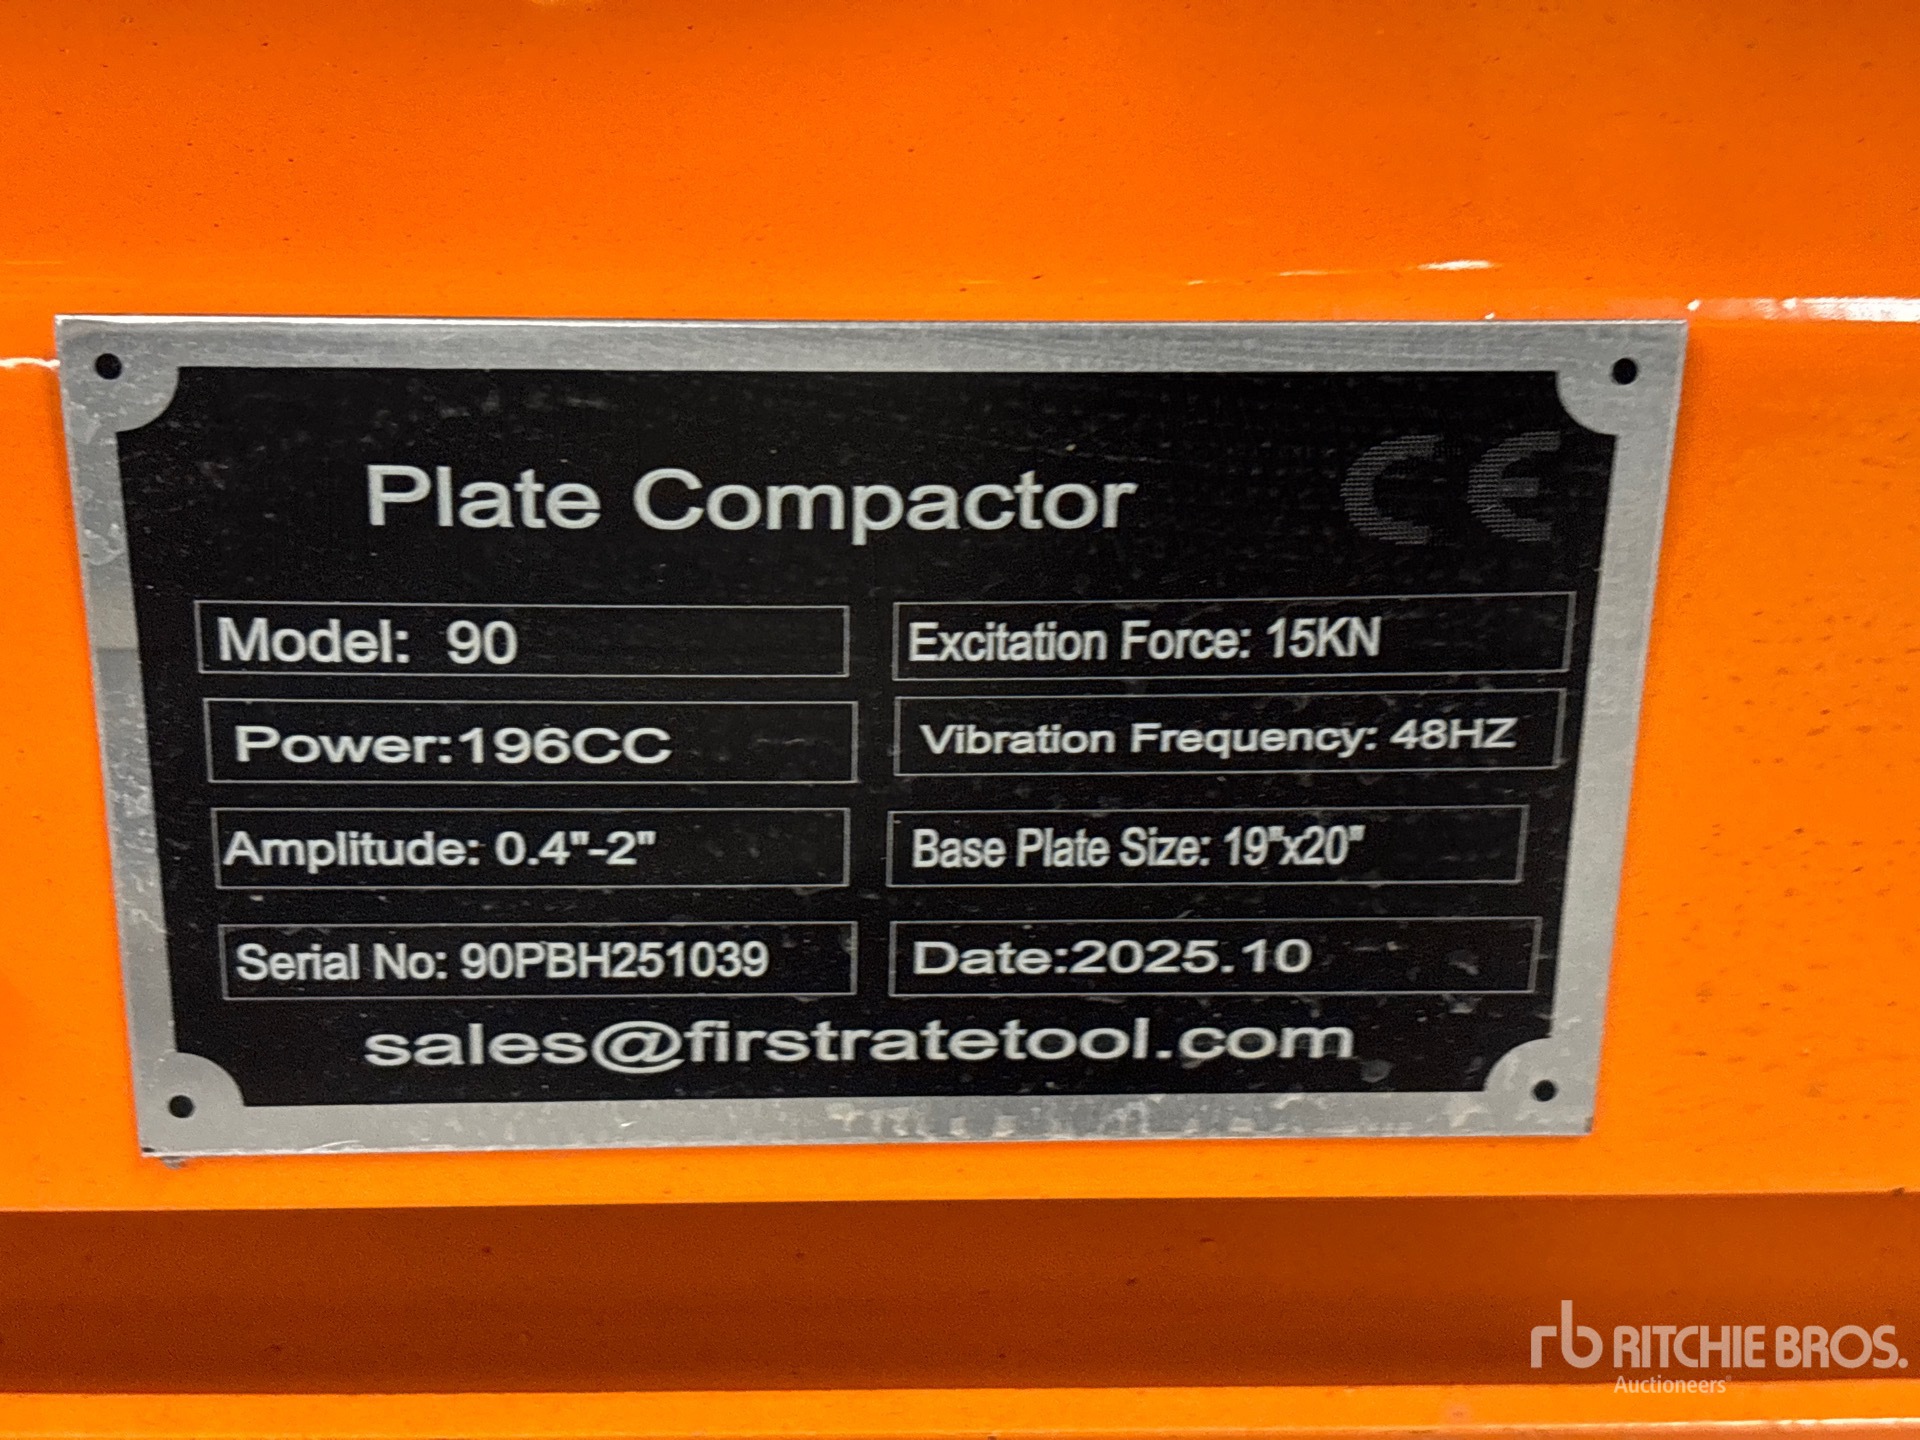 Plate Compactor CE
Model: 90
Excitation Force: 15KN
Power:196CC
Vibration Frequency: 48HZ
Amplitude: 0.4"-2"
Base Plate Size: 19"x20"
Serial No: 90PBH251039
Date:2025.10
sales@firstratetool.com
rb RITCHIE BROS.
Auctioneers